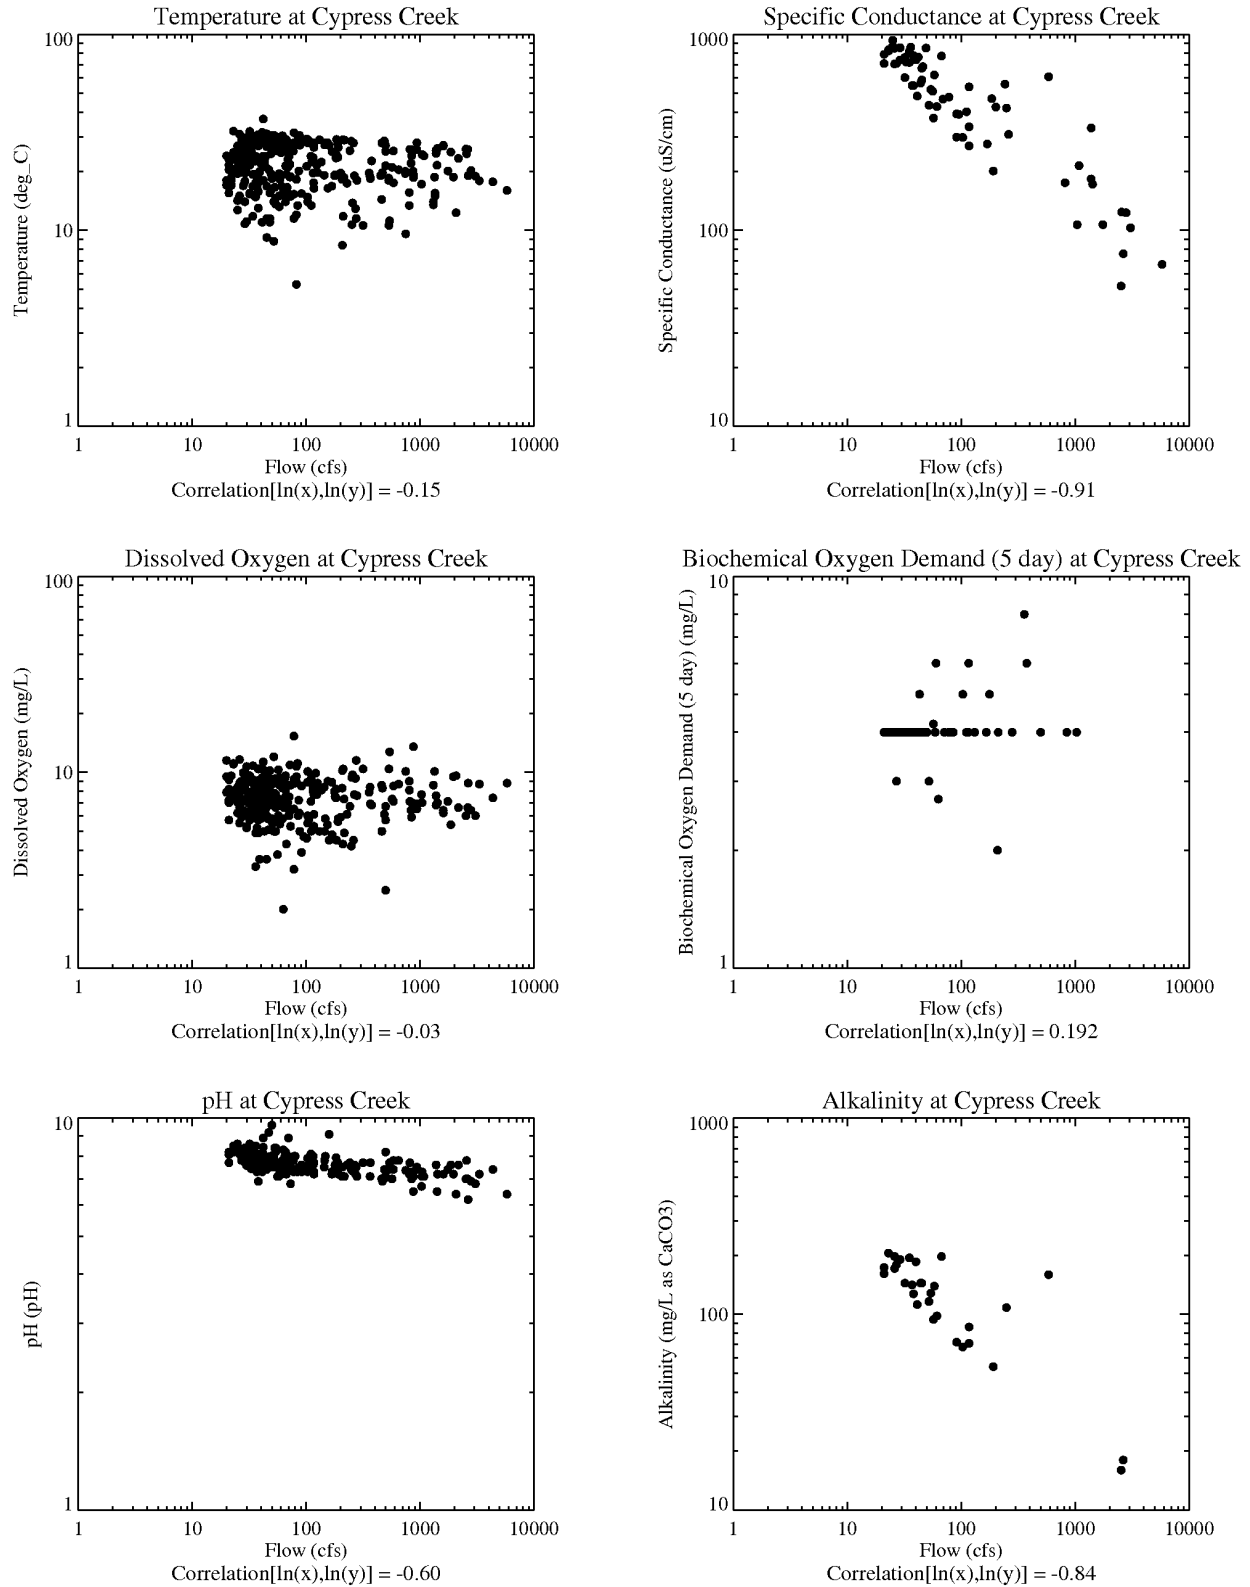 Temperature at Cypress Creek
Temperature (deg_C)
100
10
1
1 10 100 1000 10000
Flow (cfs)
Correlation[ln(x),ln(y)] = -0.15
Specific Conductance at Cypress Creek
Specific Conductance (uS/cm)
1000
100
10
1 10 100 1000 10000
Flow (cfs)
Correlation[ln(x),ln(y)] = -0.91
Dissolved Oxygen at Cypress Creek
Dissolved Oxygen (mg/L)
100
10
1
1 10 100 1000 10000
Flow (cfs)
Correlation[ln(x),ln(y)] = -0.03
Biochemical Oxygen Demand (5 day) at Cypress Creek
Biochemical Oxygen Demand (5 day) (mg/L)
10
1
1 10 100 1000 10000
Flow (cfs)
Correlation[ln(x),ln(y)] = 0.192
pH at Cypress Creek
pH (pH)
10
1
1 10 100 1000 10000
Flow (cfs)
Correlation[ln(x),ln(y)] = -0.60
Alkalinity at Cypress Creek
Alkalinity (mg/L as CaCO3)
1000
100
10
1 10 100 1000 10000
Flow (cfs)
Correlation[ln(x),ln(y)] = -0.84